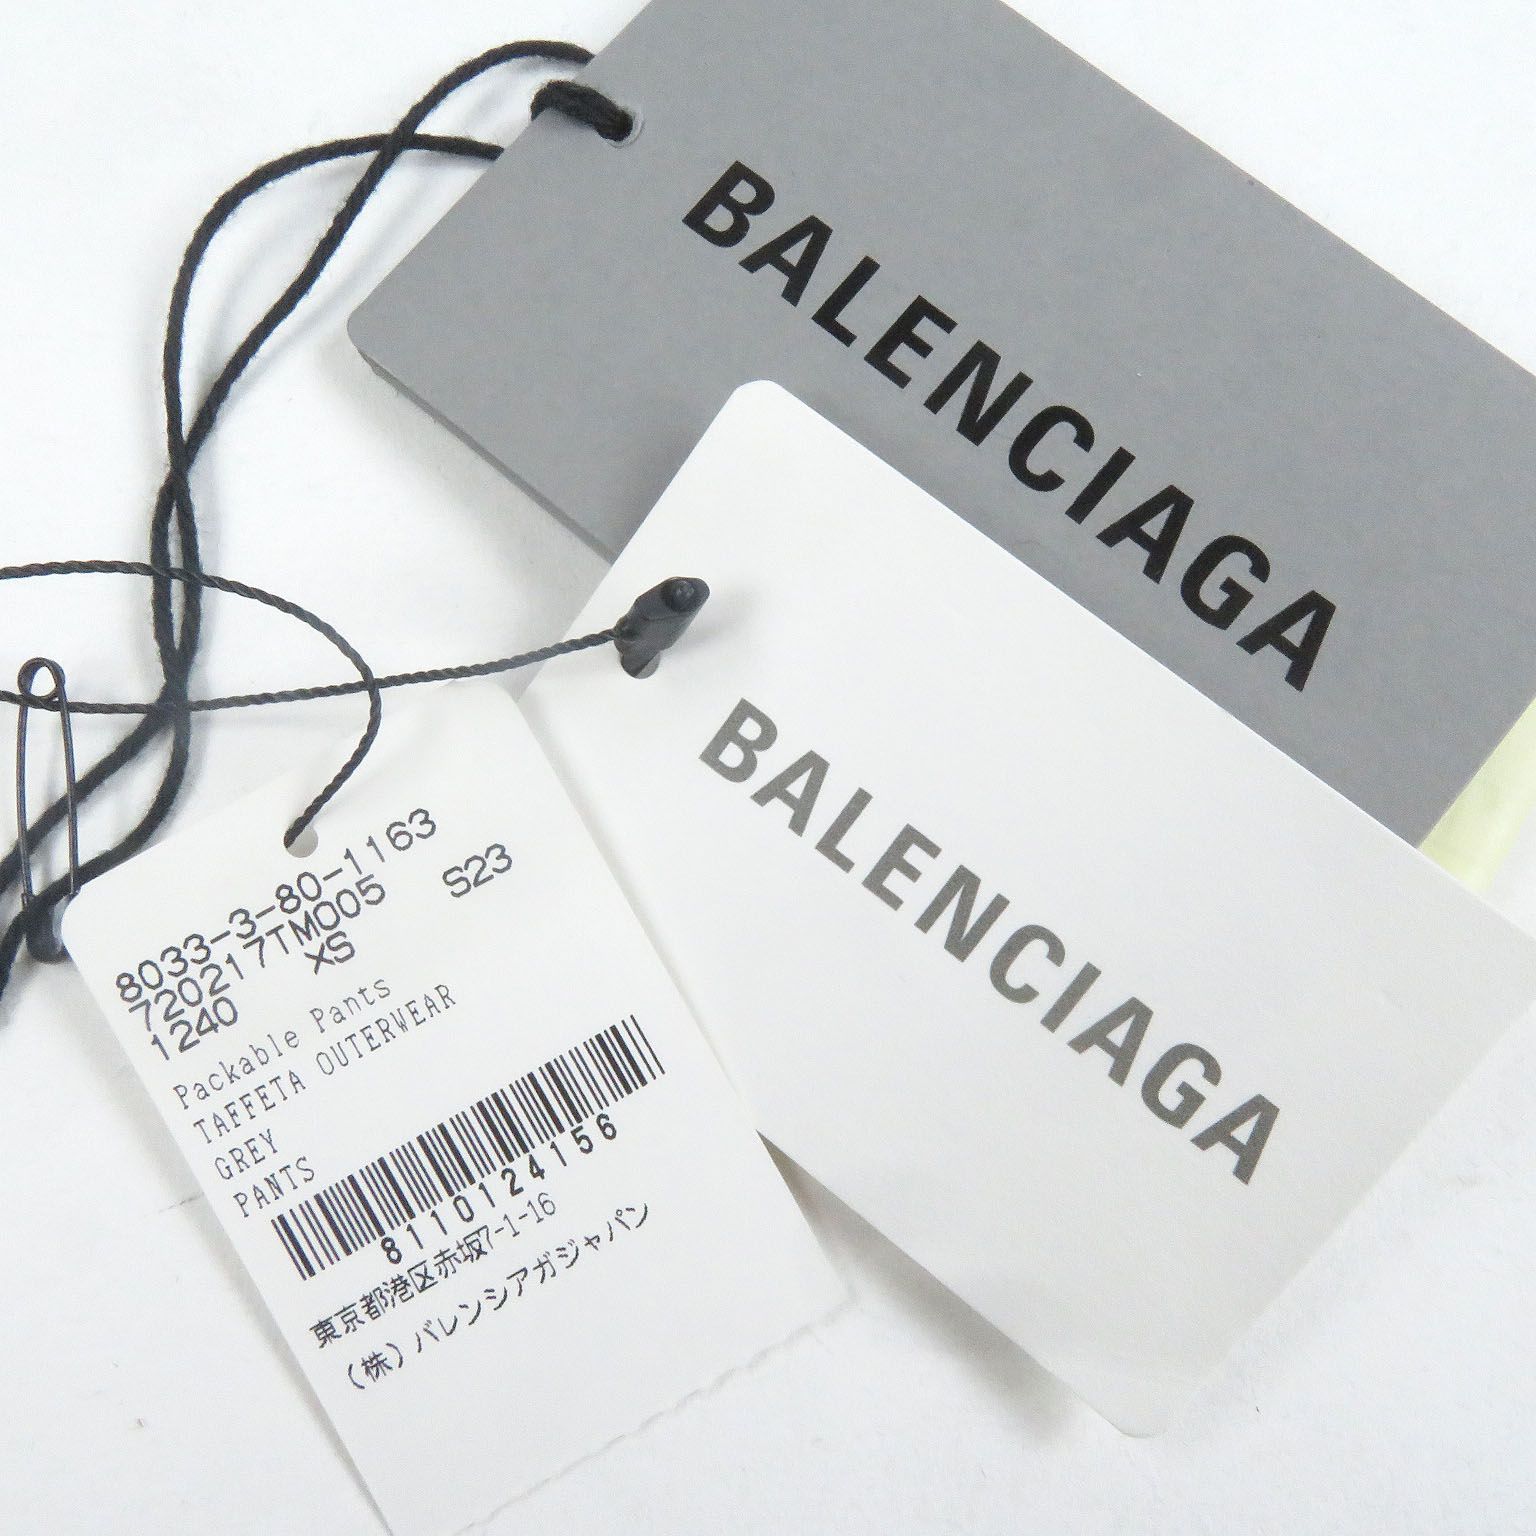 BALENCIAGA
BALENCIAGA
8033-3-80-1163
720217TM005 S23
1240 XS
Packable Pants
TAFFETA OUTERWEAR
GREY
PANTS
8110124156
東京都港区赤坂7-1-16
(株)バレンシアガジャパン